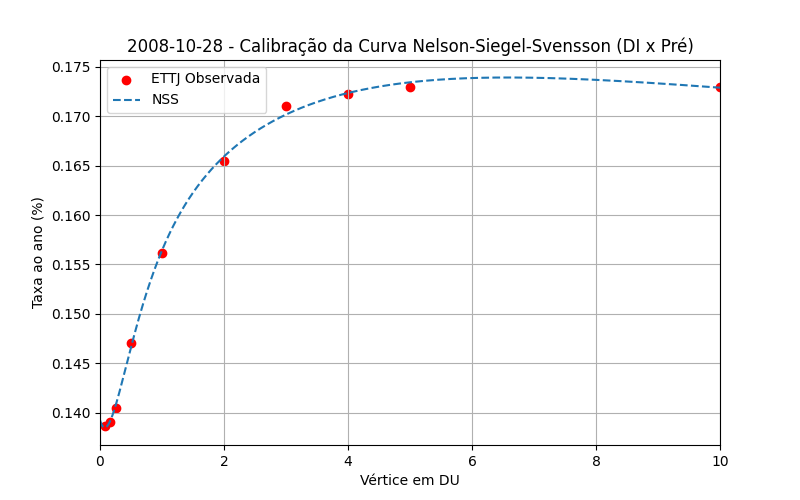 2008-10-28 - Calibração da Curva Nelson-Siegel-Svensson (DI x Pré)
ETTJ Observada
NSS
Taxa ao ano (%)
0.175
0.170
0.165
0.160
0.155
0.150
0.145
0.140
0 2 4 6 8 10
Vértice em DU